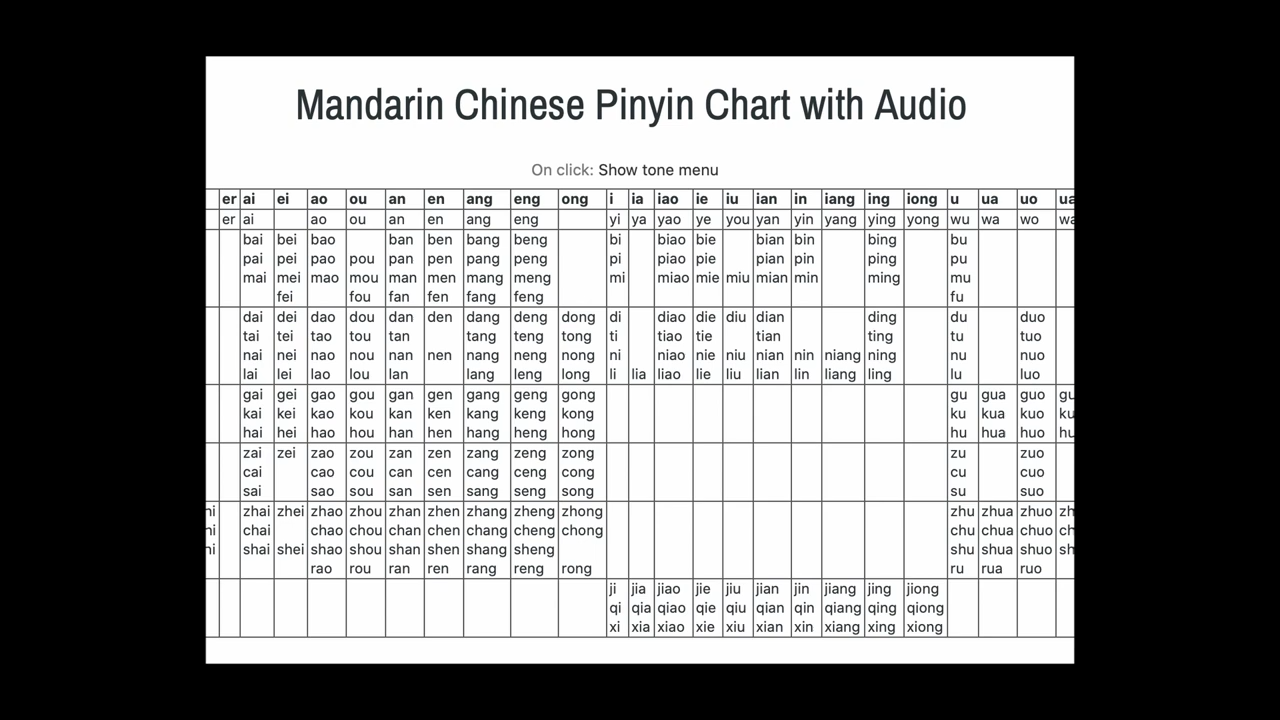 Mandarin Chinese Pinyin Chart with Audio
On click: Show tone menu
er ai ei ao ou an en ang eng ong i ia iao ie iu ian in iang ing iong u ua uo ua
er ai ao ou an en ang eng yi ya yao ye you yan yin yang ying yong wu wa wo wa
bai bei bao ban ben bang beng bi biao bie bian bin bing bu
pai pei pao pou pan pen pang peng pi piao pie pian pin ping pu
mai mei mao mou man men mang meng mi miao mie miu mian min ming mu
fei fou fan fen fang feng fu
dai dei dao dou dan den dang deng dong di diao die diu dian ding du duo
tai tei tao tou tan tang teng tong ti tiao tie tian ting tu tuo
nai nei nao nou nan nen nang neng nong ni niao nie niu nian nin niang ning nu nuo
lai lei lao lou lan lang leng long li lia liao lie liu lian lin liang ling lu luo
gai gei gao gou gan gen gang geng gong gu gua guo gu
kai kei kao kou kan ken kang keng kong ku kua kuo ku
hai hei hao hou han hen hang heng hong hu hua huo hu
zai zei zao zou zan zen zang zeng zong zu zuo
cai cao cou can cen cang ceng cong cu cuo
sai sao sou san sen sang seng song su suo
hi zhai zhei zhao zhou zhan zhen zhang zheng zhong zhu zhua zhuo zh
hi chai chao chou chan chen chang cheng chong chu chua chuo ch
hi shai shei shao shou shan shen shang sheng shu shua shuo sh
rao rou ran ren rang reng rong ru rua ruo
ji jia jiao jie jiu jian jin jiang jing jiong
qi qia qiao qie qiu qian qin qiang qing qiong
xi xia xiao xie xiu xian xin xiang xing xiong